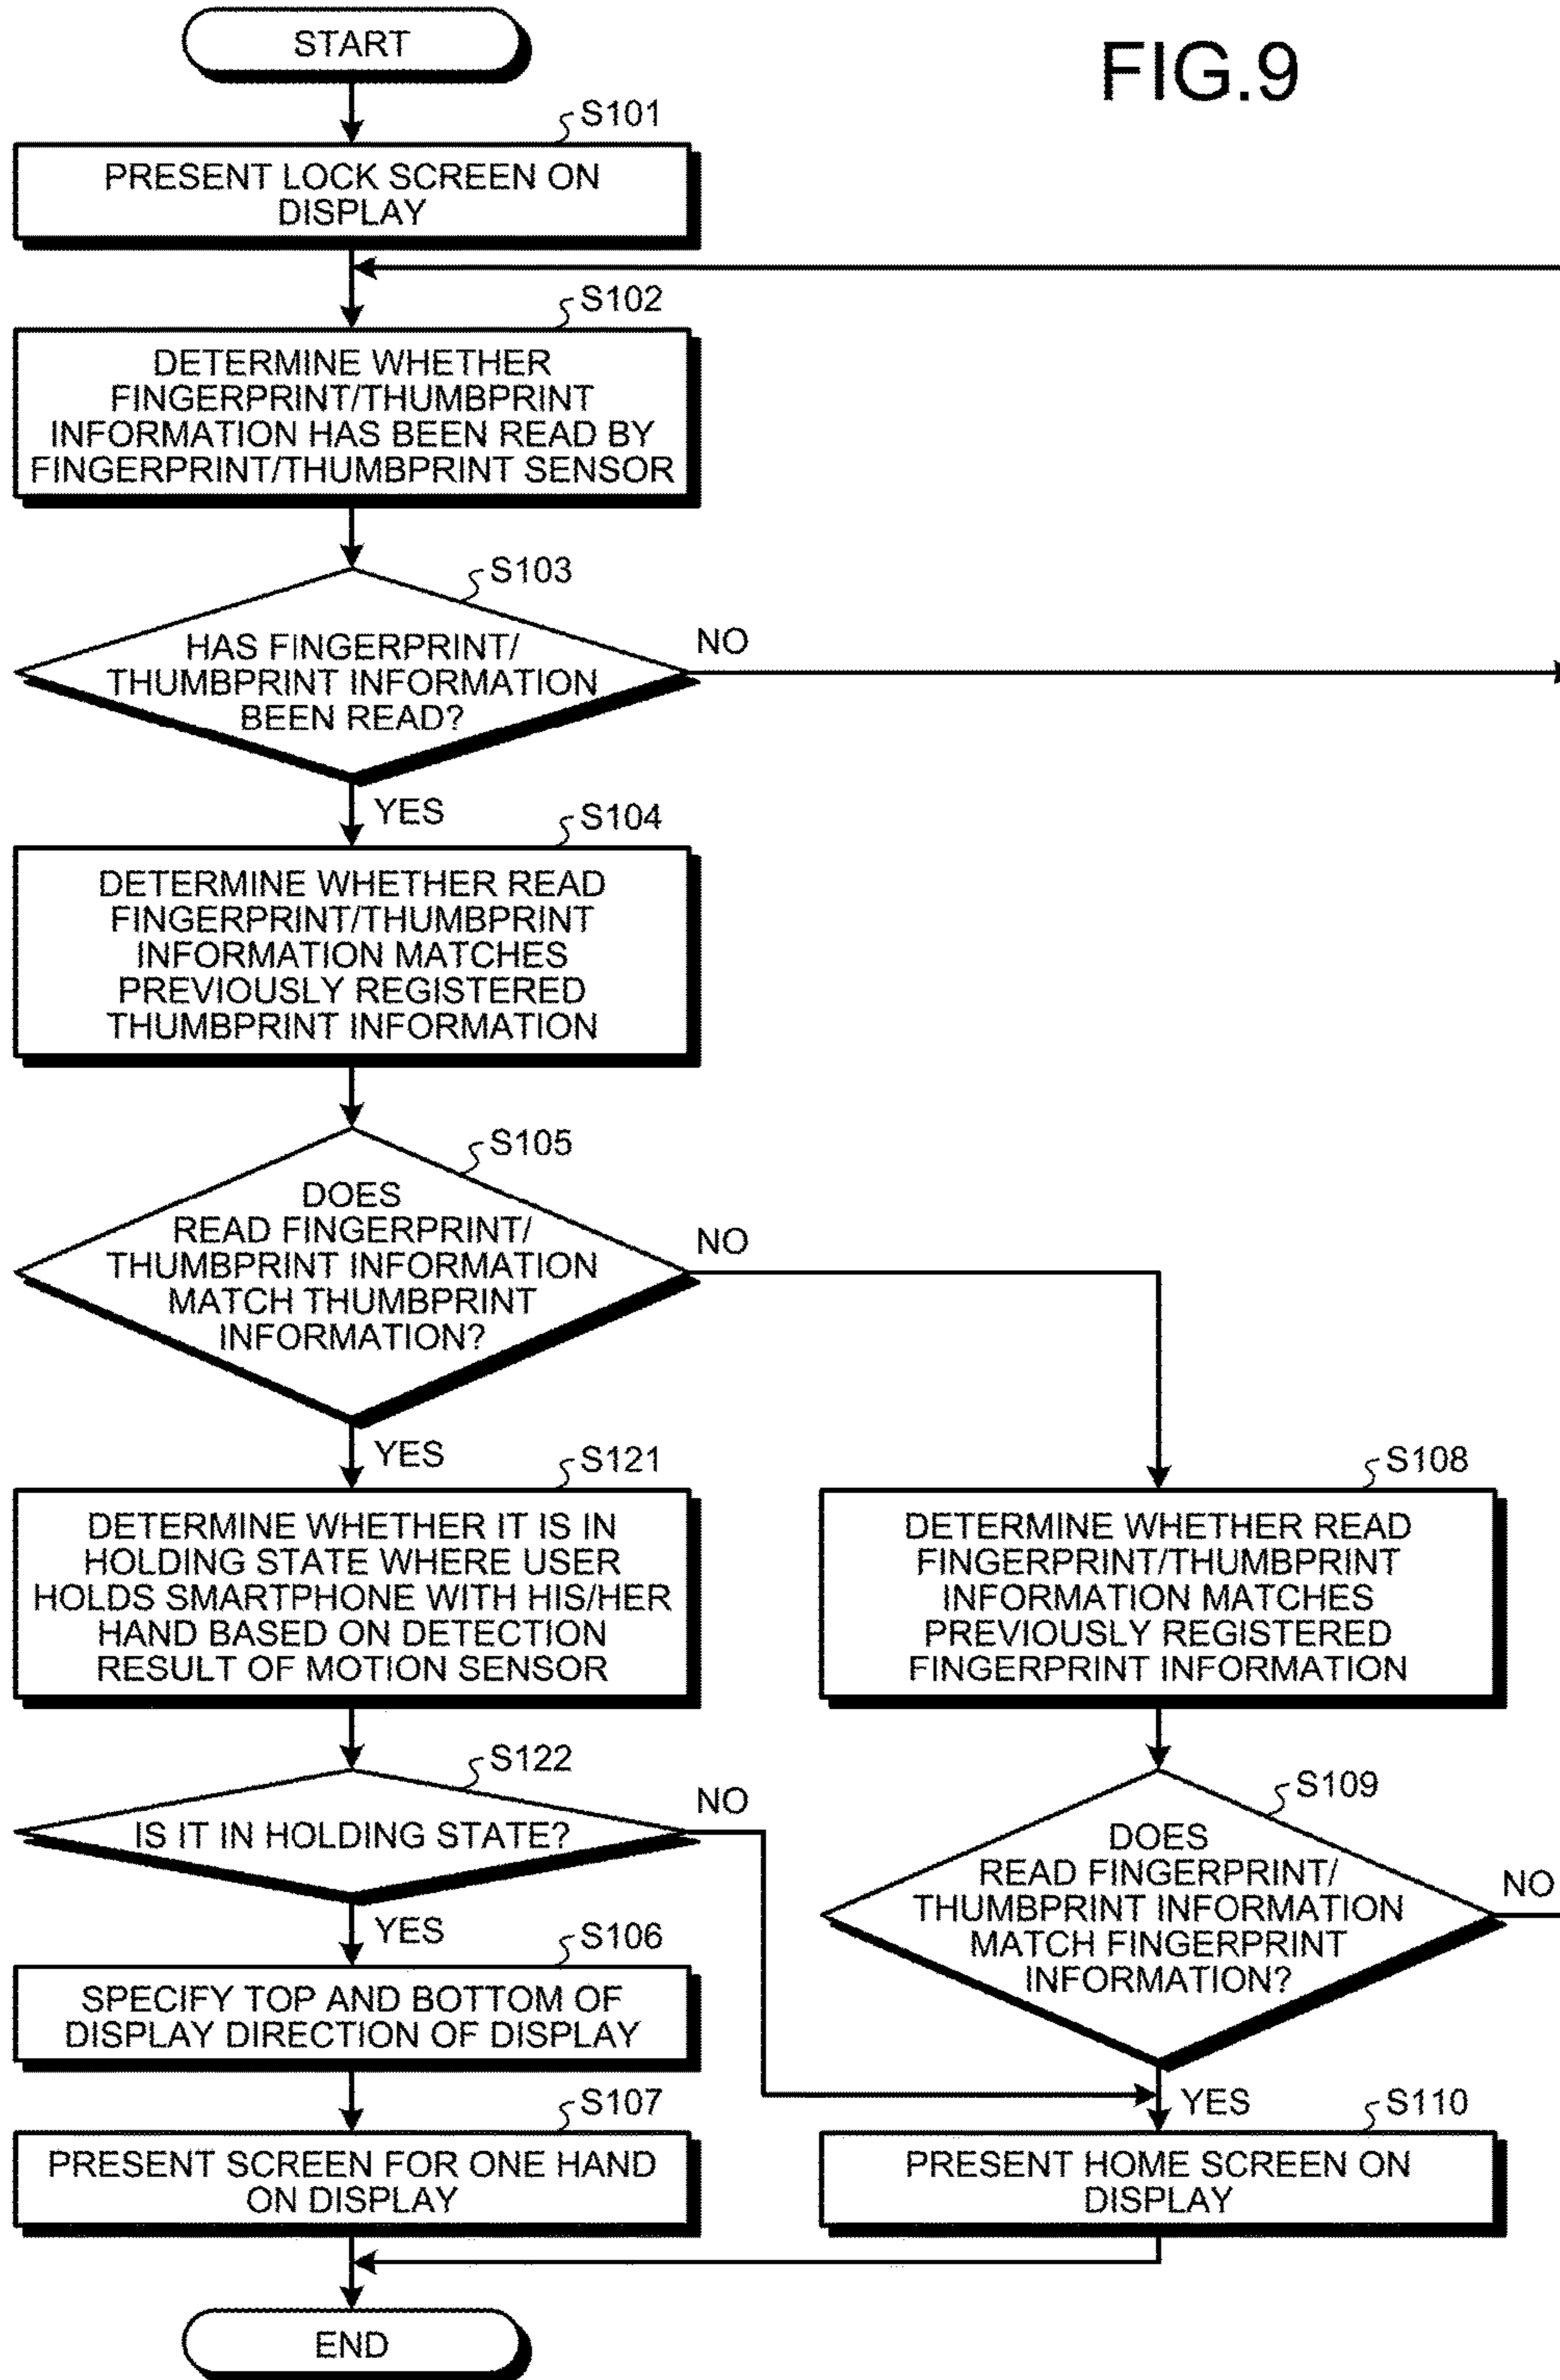 FIG.9
START
S101
PRESENT LOCK SCREEN ON
DISPLAY
S102
DETERMINE WHETHER
FINGERPRINT/THUMBPRINT
INFORMATION HAS BEEN READ BY
FINGERPRINT/THUMBPRINT SENSOR
S103
HAS FINGERPRINT/
THUMBPRINT INFORMATION
BEEN READ?
NO
YES
S104
DETERMINE WHETHER READ
FINGERPRINT/THUMBPRINT
INFORMATION MATCHES
PREVIOUSLY REGISTERED
THUMBPRINT INFORMATION
S105
DOES
READ FINGERPRINT/
THUMBPRINT INFORMATION
MATCH THUMBPRINT
INFORMATION?
NO
YES
S121
DETERMINE WHETHER IT IS IN
HOLDING STATE WHERE USER
HOLDS SMARTPHONE WITH HIS/HER
HAND BASED ON DETECTION
RESULT OF MOTION SENSOR
S108
DETERMINE WHETHER READ
FINGERPRINT/THUMBPRINT
INFORMATION MATCHES
PREVIOUSLY REGISTERED
FINGERPRINT INFORMATION
S122
IS IT IN HOLDING STATE?
NO
YES
S109
DOES
READ FINGERPRINT/
THUMBPRINT INFORMATION
MATCH FINGERPRINT
INFORMATION?
NO
YES
S106
SPECIFY TOP AND BOTTOM OF
DISPLAY DIRECTION OF DISPLAY
S107
PRESENT SCREEN FOR ONE HAND
ON DISPLAY
S110
PRESENT HOME SCREEN ON
DISPLAY
END